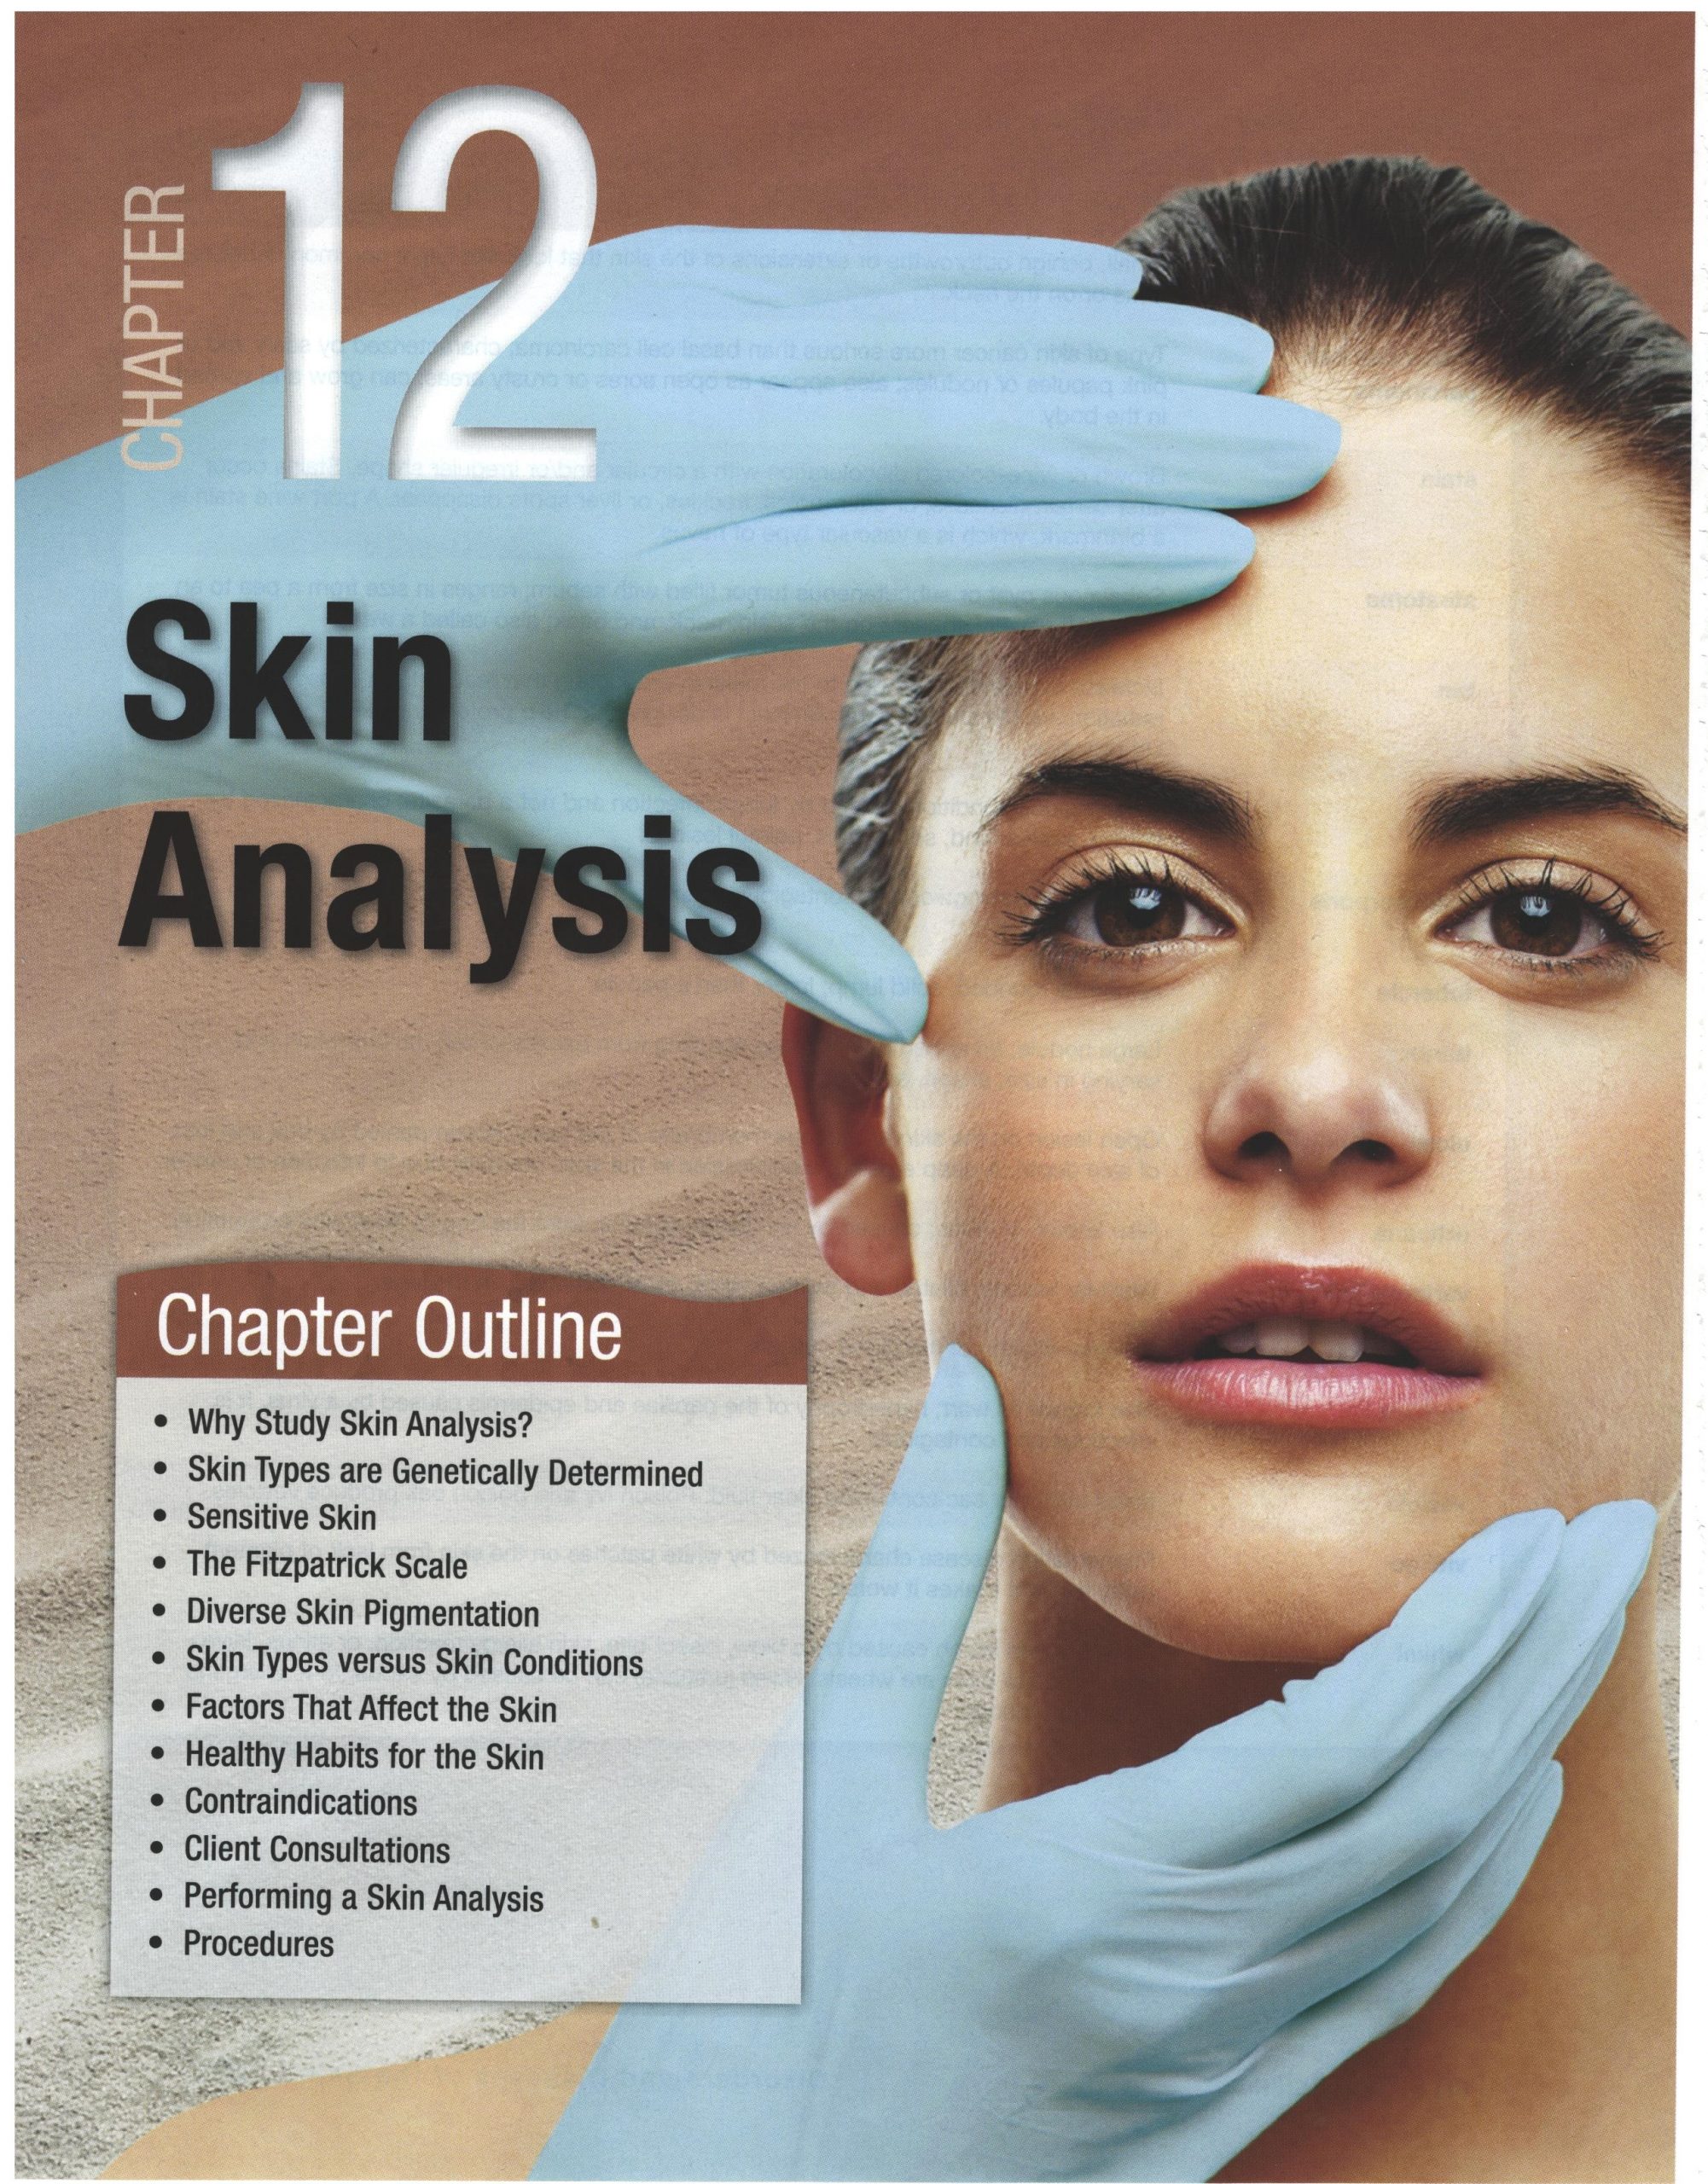 CHAPTER
12
Skin
Analysis
Chapter Outline
• Why Study Skin Analysis?
• Skin Types are Genetically Determined
• Sensitive Skin
• The Fitzpatrick Scale
• Diverse Skin Pigmentation
• Skin Types versus Skin Conditions
• Factors That Affect the Skin
• Healthy Habits for the Skin
• Contraindications
• Client Consultations
• Performing a Skin Analysis
• Procedures